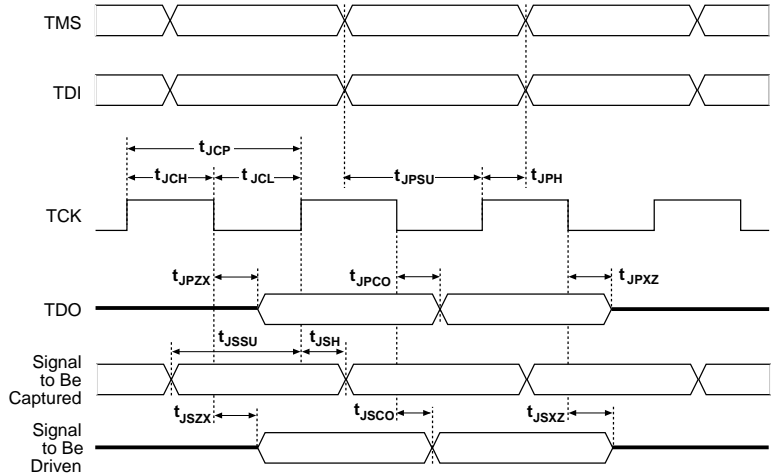 TMS
TDI
tJCP
tJCH
tJCL
tJPSU
tJPH
TCK
tJPZX
tJPCO
tJPXZ
TDO
tJSSU
tJSH
Signal
to Be
Captured
tJSZX
tJSCO
tJSXZ
Signal
to Be
Driven